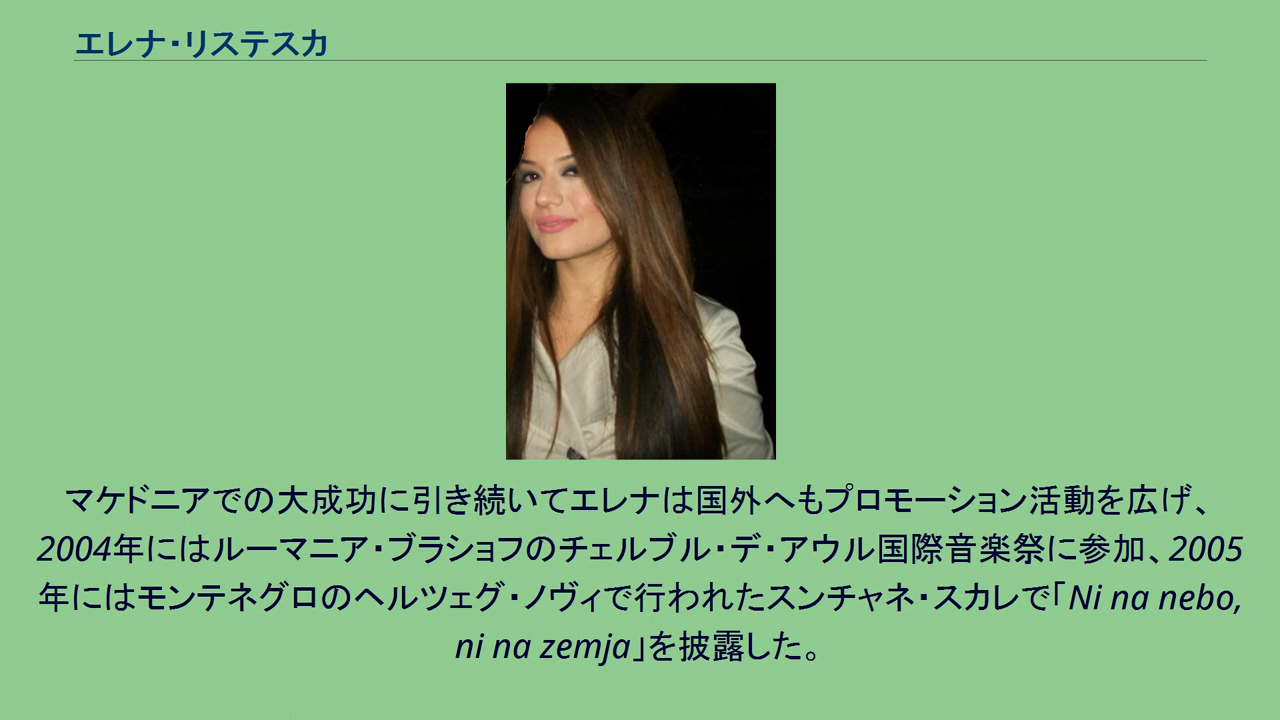 エレナ・リステスカ
マケドニアでの大成功に引き続いてエレナは国外へもプロモーション活動を広げ、
2004年にはルーマニア・ブラショフのチェルブル・デ・アウル国際音楽祭に参加、2005
年にはモンテネグロのヘルツェグ・ノヴィで行われたスンチャネ・スカレで「Ni na nebo,
ni na zemja」を披露した。